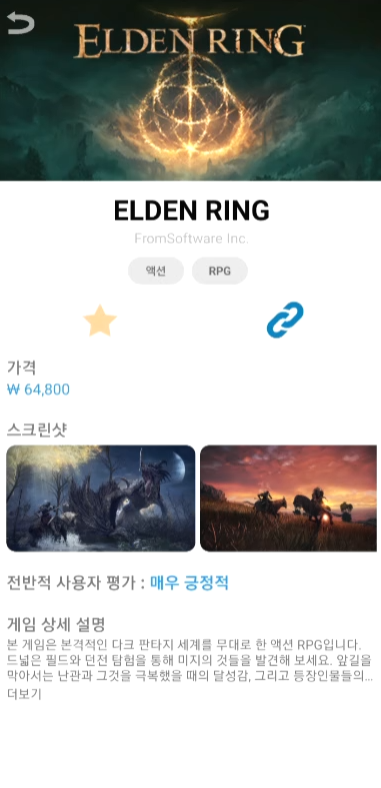 ELDEN RING
ELDEN RING
FromSoftware Inc.
액션
RPG
가격
₩ 64,800
스크린샷
전반적 사용자 평가 : 매우 긍정적
게임 상세 설명
본 게임은 본격적인 다크 판타지 세계를 무대로 한 액션 RPG입니다.
드넓은 필드와 던전 탐험을 통해 미지의 것들을 발견해 보세요. 앞길을
막아서는 난관과 그것을 극복했을 때의 달성감, 그리고 등장인물들의...
더보기